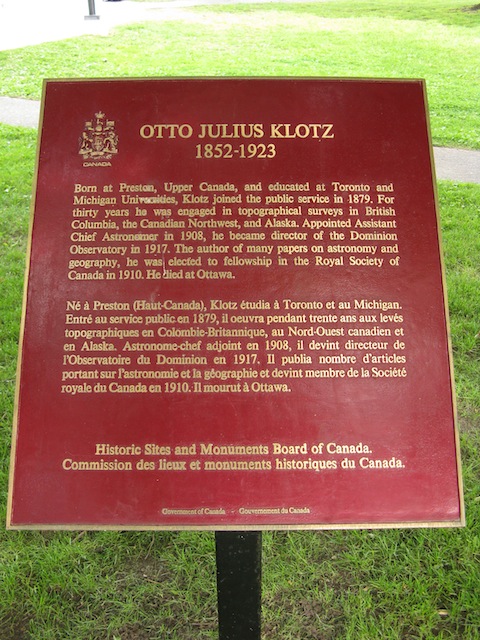 CANADA
OTTO JULIUS KLOTZ
1852-1923
Born at Preston, Upper Canada, and educated at Toronto and
Michigan Universities, Klotz joined the public service in 1879. For
thirty years he was engaged in topographical surveys in British
Columbia, the Canadian Northwest, and Alaska. Appointed Assistant
Chief Astronomer in 1908, he became director of the Dominion
Observatory in 1917. The author of many papers on astronomy and
geography, he was elected to fellowship in the Royal Society of
Canada in 1910. He died at Ottawa.
Né à Preston (Haut-Canada), Klotz étudia à Toronto et au Michigan.
Entré au service public en 1879, il oeuvra pendant trente ans aux levés
topographiques en Colombie-Britannique, au Nord-Ouest canadien et
en Alaska. Astronome-chef adjoint en 1908, il devint directeur de
l'Observatoire du Dominion en 1917. Il publia nombre d'articles
portant sur l'astronomie et la géographie et devint membre de la Société
royale du Canada en 1910. Il mourut à Ottawa.
Historic Sites and Monuments Board of Canada.
Commission des lieux et monuments historiques du Canada.
Government of Canada - Gouvernement du Canada